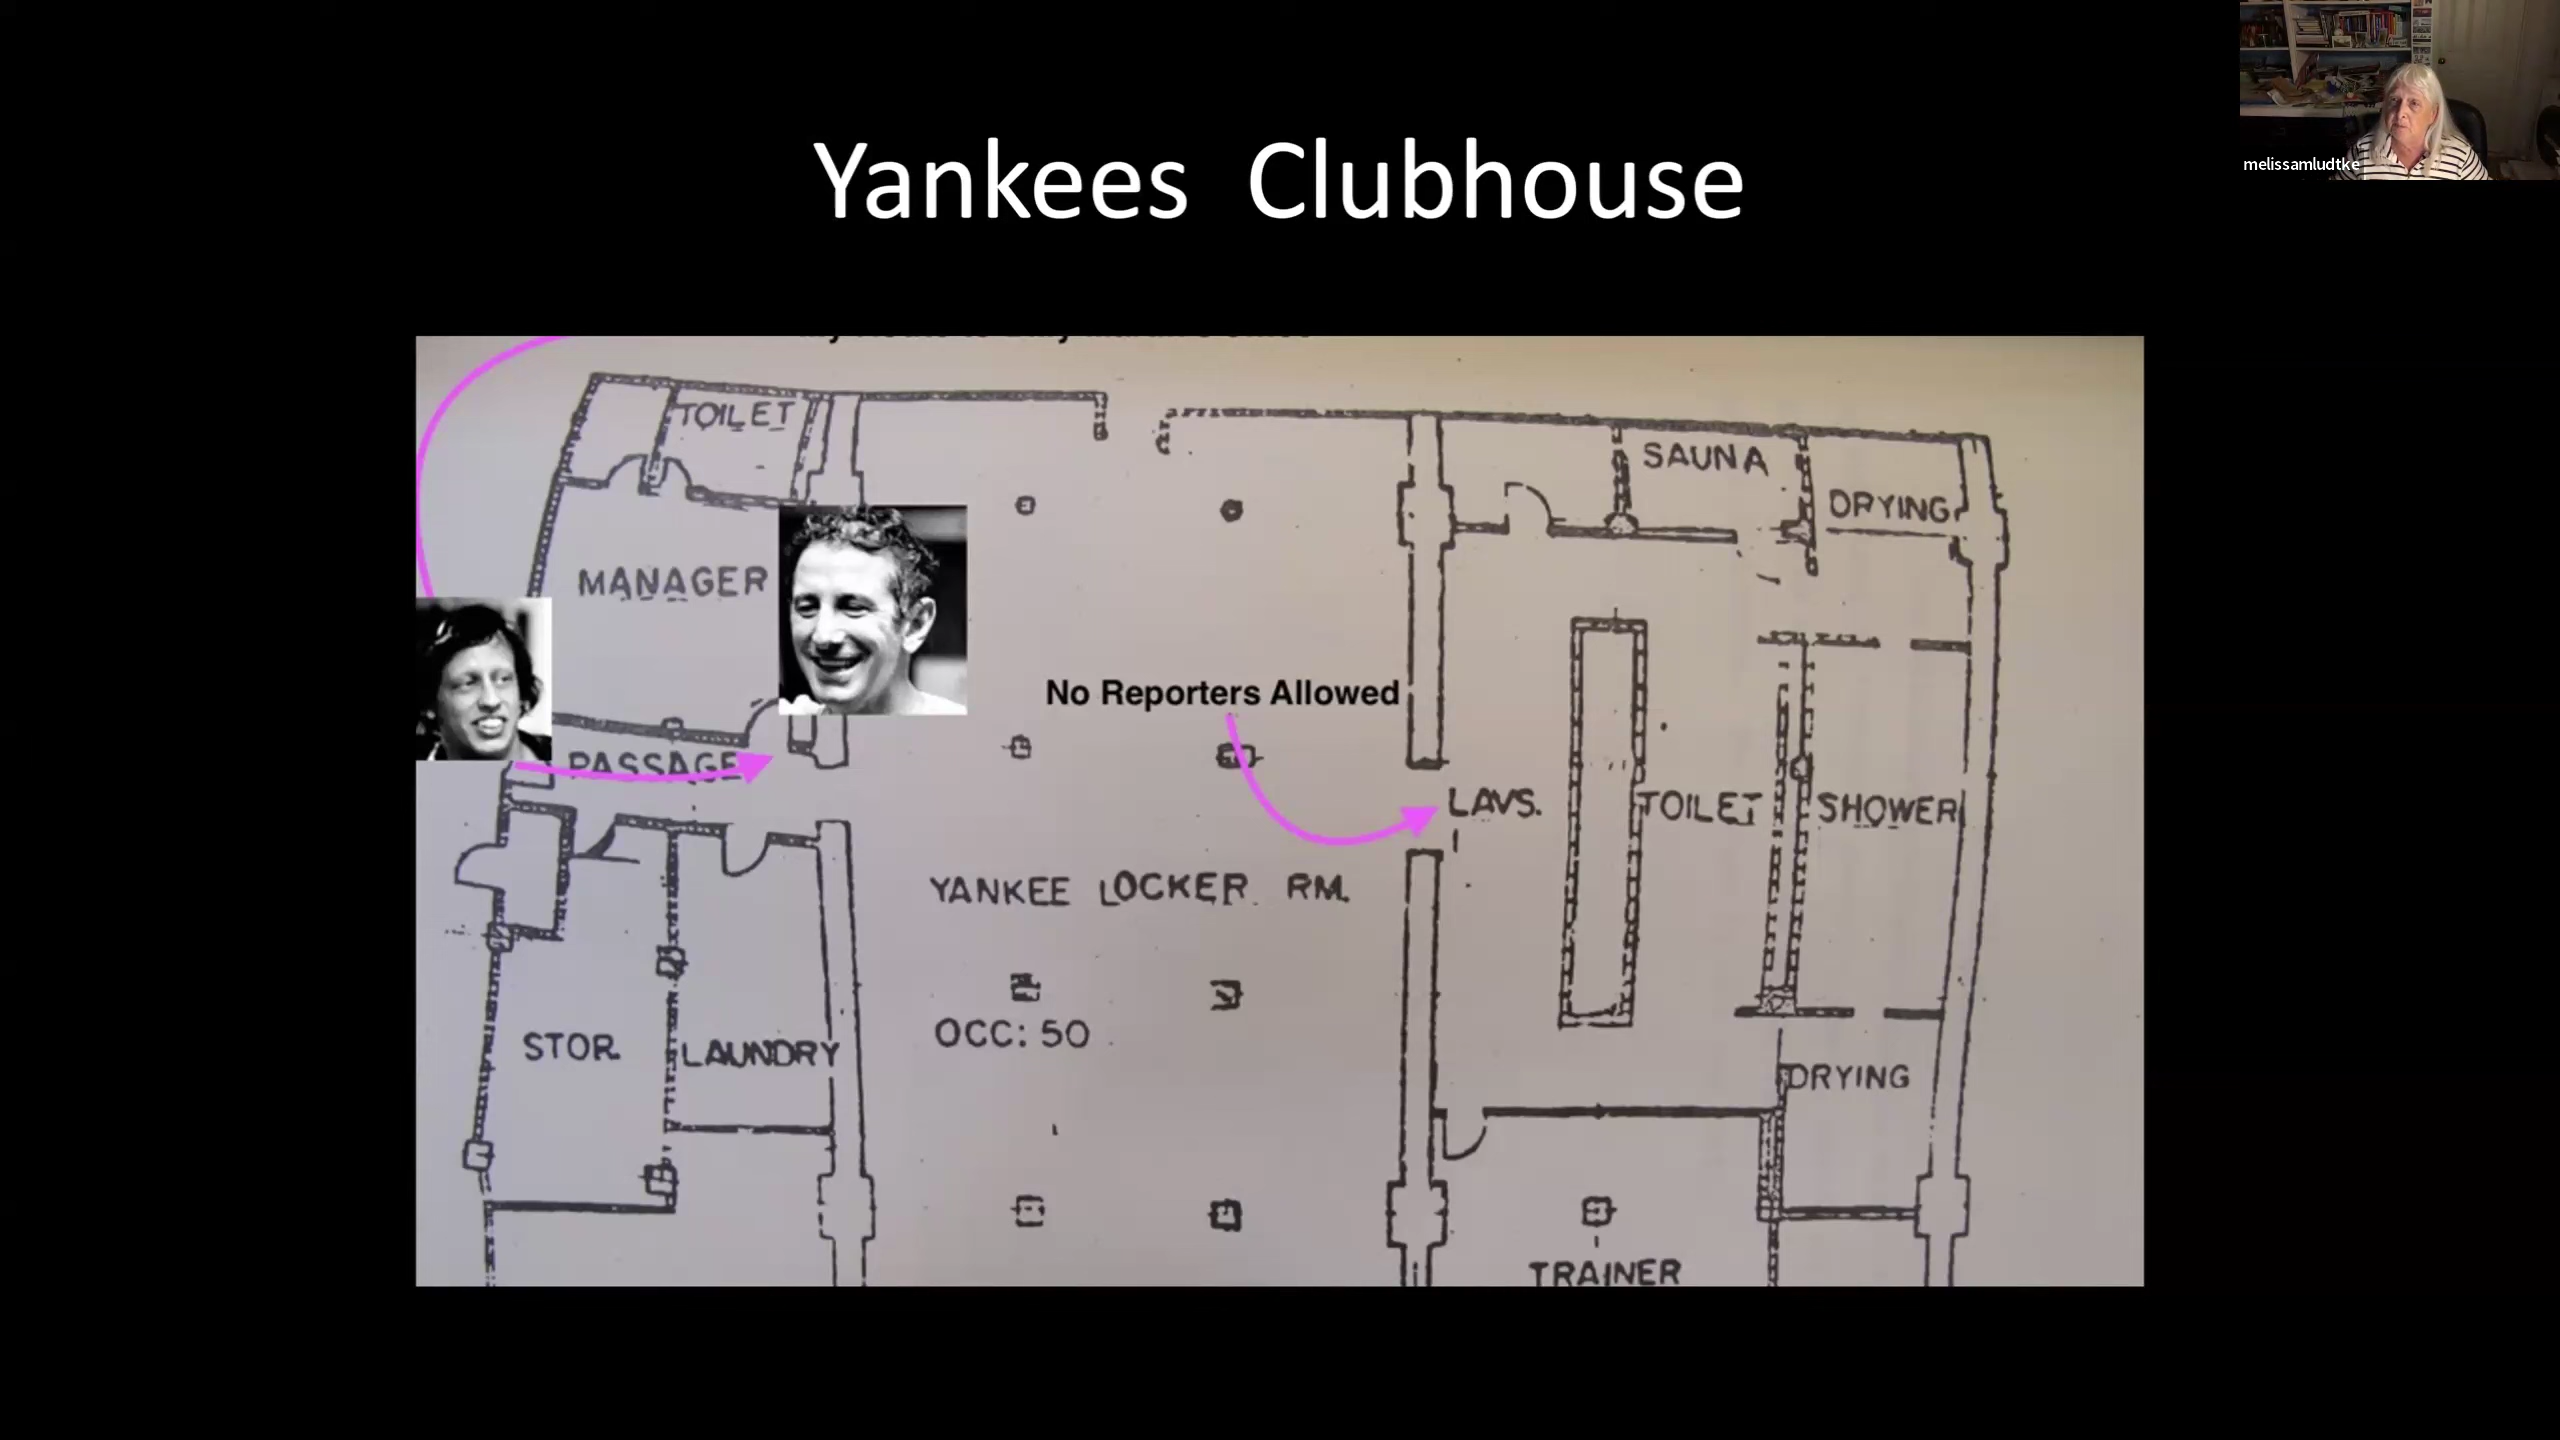 Yankees Clubhouse
melissamludtke
TOILET
SAUNA
DRYING
MANAGER
No Reporters Allowed
PASSAGE
LAVS.
TOILET
SHOWER
YANKEE LOCKER RM.
OCC: 50
STOR.
LAUNDRY
DRYING
TRAINER